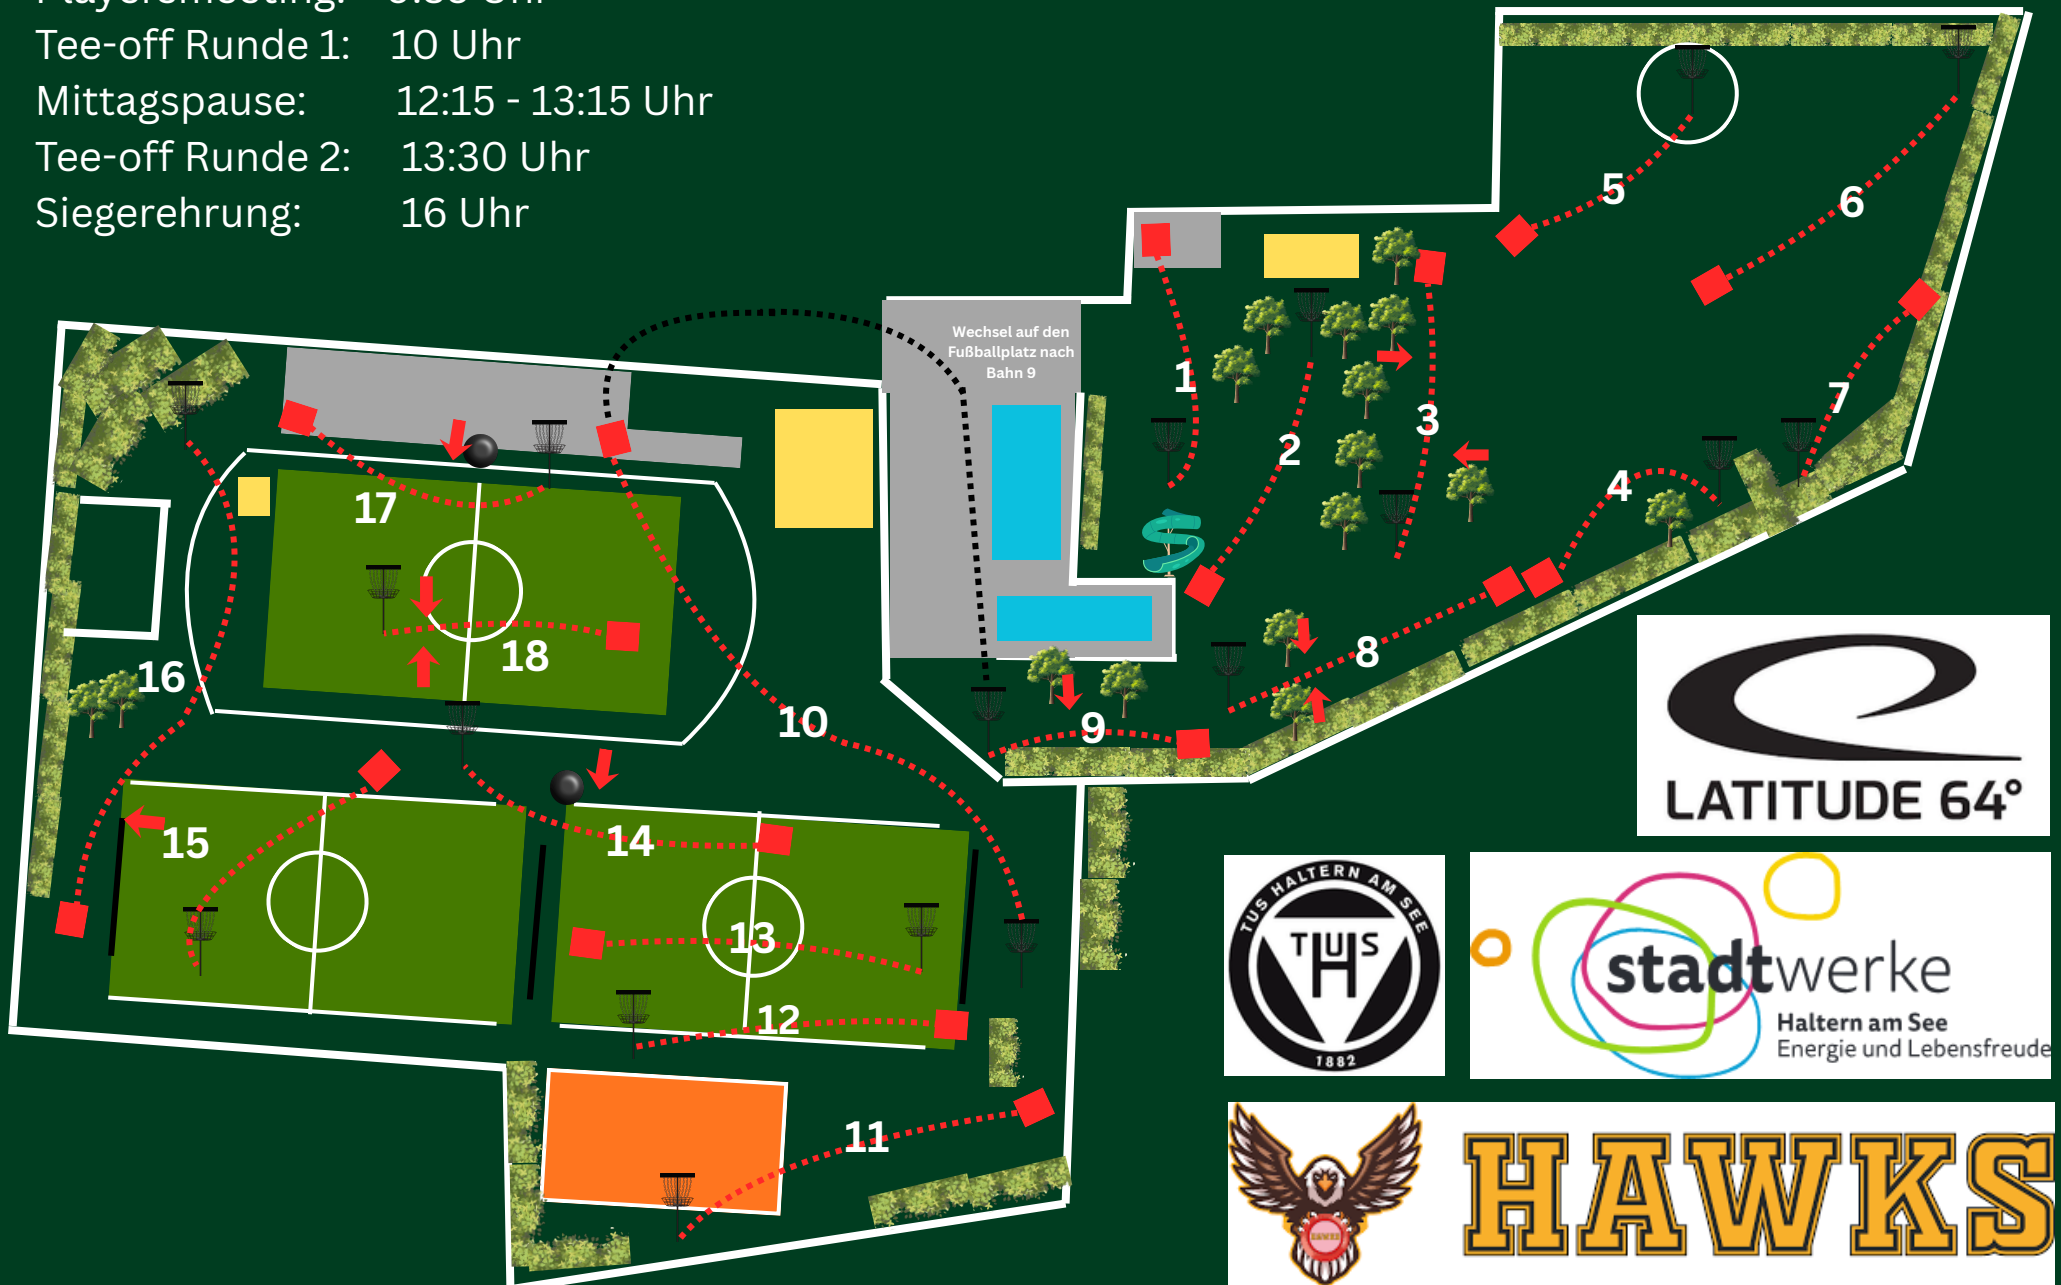 Playersmeeting:
Tee-off Runde 1: 10 Uhr
Mittagspause: 12:15 - 13:15 Uhr
Tee-off Runde 2: 13:30 Uhr
Siegerehrung: 16 Uhr
Wechsel auf den
Fußballplatz nach
Bahn 9
1
2
3
4
5
6
7
8
9
10
11
12
13
14
15
16
17
18
LATITUDE 64°
TUS HALTERN AM SEE
TUS
1882
stadtwerke
Haltern am See
Energie und Lebensfreude
HAWKS